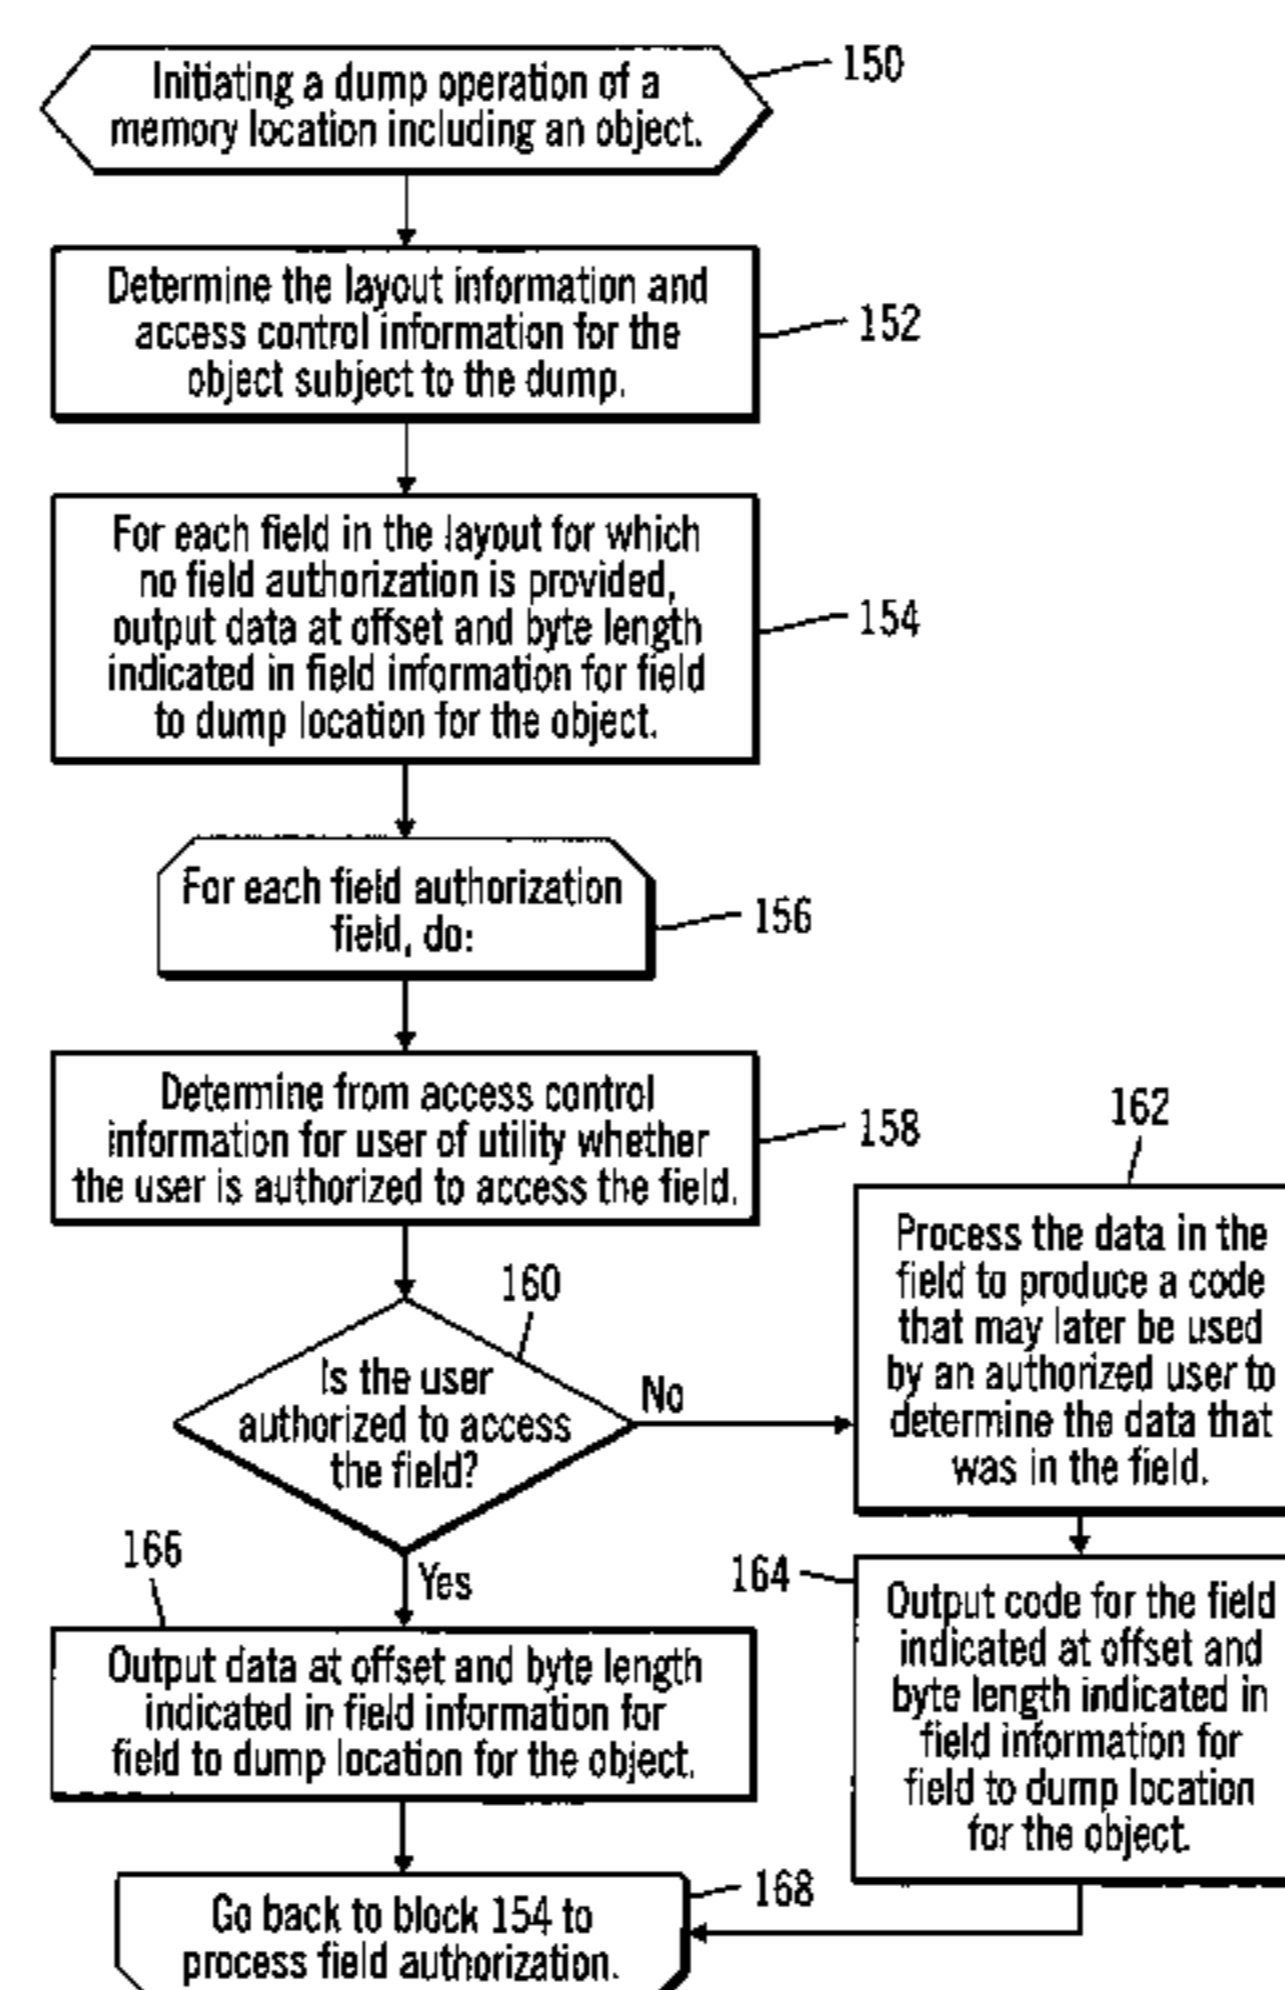 Initiating a dump operation of a
memory location including an object.
150
Determine the layout information and
access control information for the
object subject to the dump.
152
For each field in the layout for which
no field authorization is provided,
output data at offset and byte length
indicated in field information for field
to dump location for the object.
154
For each field authorization
field, do:
156
Determine from access control
information for user of utility whether
the user is authorized to access the field.
158
160
Is the user
authorized to access
the field?
No
Yes
162
Process the data in the
field to produce a code
that may later be used
by an authorized user to
determine the data that
was in the field.
164
Output code for the field
indicated at offset and
byte length indicated in
field information for
field to dump location
for the object.
166
Output data at offset and byte length
indicated in field information for
field to dump location for the object.
168
Go back to block 154 to
process field authorization.